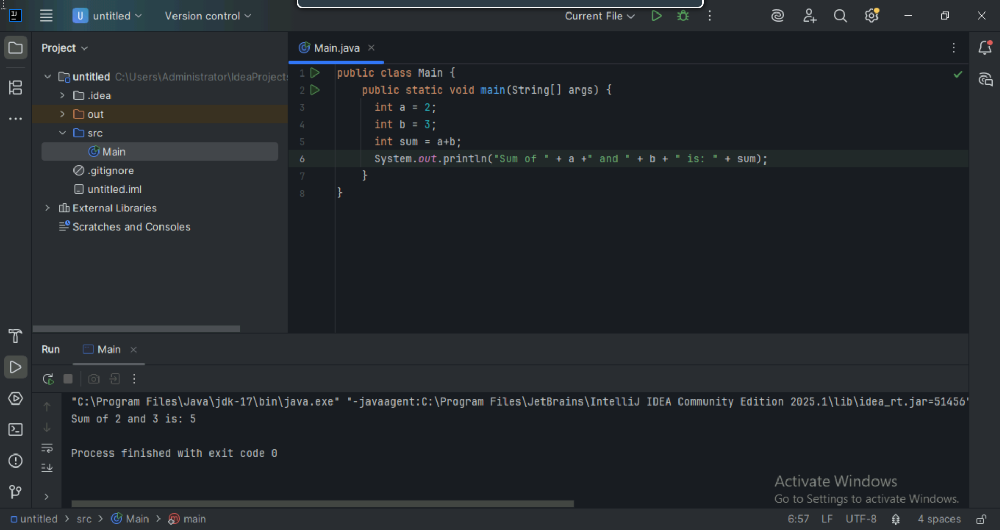 U untitled Version control Current File
Project
Main.java
untitled C:\Users\Administrator\IdeaProjects
.idea
out
src
Main
.gitignore
untitled.iml
External Libraries
Scratches and Consoles
1 public class Main {
2 public static void main(String[] args) {
3 int a = 2;
4 int b = 3;
5 int sum = a+b;
6 System.out.println("Sum of " + a +" and " + b + " is: " + sum);
7 }
8 }
Run Main
"C:\Program Files\Java\jdk-17\bin\java.exe" "-javaagent:C:\Program Files\JetBrains\IntelliJ IDEA Community Edition 2025.1\lib\idea_rt.jar=51456"
Sum of 2 and 3 is: 5
Process finished with exit code 0
Activate Windows
Go to Settings to activate Windows.
untitled > src > Main > main 6:57 LF UTF-8 4 spaces